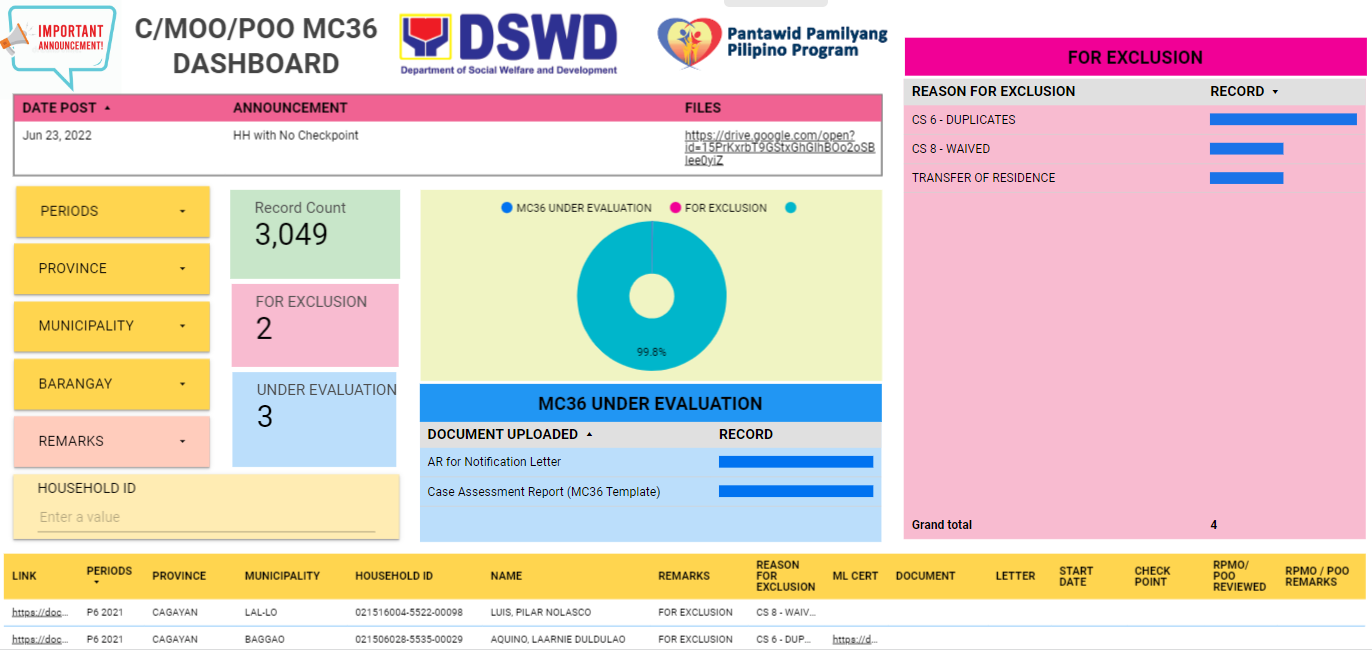 IMPORTANT
ANNOUNCEMENT!
C/MOO/POO MC36
DASHBOARD
DSWD
Department of Social Welfare and Development
Pantawid Pamilyang
Pilipino Program
DATE POST ANNOUNCEMENT FILES
Jun 23, 2022 HH with No Checkpoint https://drive.google.com/open?
id=15PrKxrbT9GStxGhGIhBOo2oSB
lee0yiZ
FOR EXCLUSION
REASON FOR EXCLUSION RECORD
CS 6 - DUPLICATES
CS 8 - WAIVED
TRANSFER OF RESIDENCE
Grand total 4
PERIODS
PROVINCE
MUNICIPALITY
BARANGAY
REMARKS
HOUSEHOLD ID
Enter a value
Record Count
3,049
FOR EXCLUSION
2
UNDER EVALUATION
3
MC36 UNDER EVALUATION FOR EXCLUSION
99.8%
MC36 UNDER EVALUATION
DOCUMENT UPLOADED RECORD
AR for Notification Letter
Case Assessment Report (MC36 Template)
LINK PERIODS PROVINCE MUNICIPALITY HOUSEHOLD ID NAME REMARKS REASON FOR EXCLUSION ML CERT DOCUMENT LETTER START DATE CHECK POINT RPMO/ POO REVIEWED RPMO / POO REMARKS
https://doc... P6 2021 CAGAYAN LAL-LO 021516004-5522-00098 LUIS, PILAR NOLASCO FOR EXCLUSION CS 8 - WAIV...
https://doc... P6 2021 CAGAYAN BAGGAO 021506028-5535-00029 AQUINO, LAARNIE DULDULAO FOR EXCLUSION CS 6 - DUP... https://d...